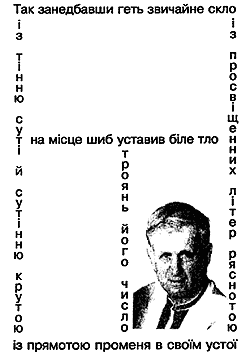 Так занедбавши геть звичайне скло
із тінню суті й сутінню крутою
із просвіщенних літер ряснотою
на місце шиб уставив біле тло
троянь його число
із прямотою променя в своїм устої